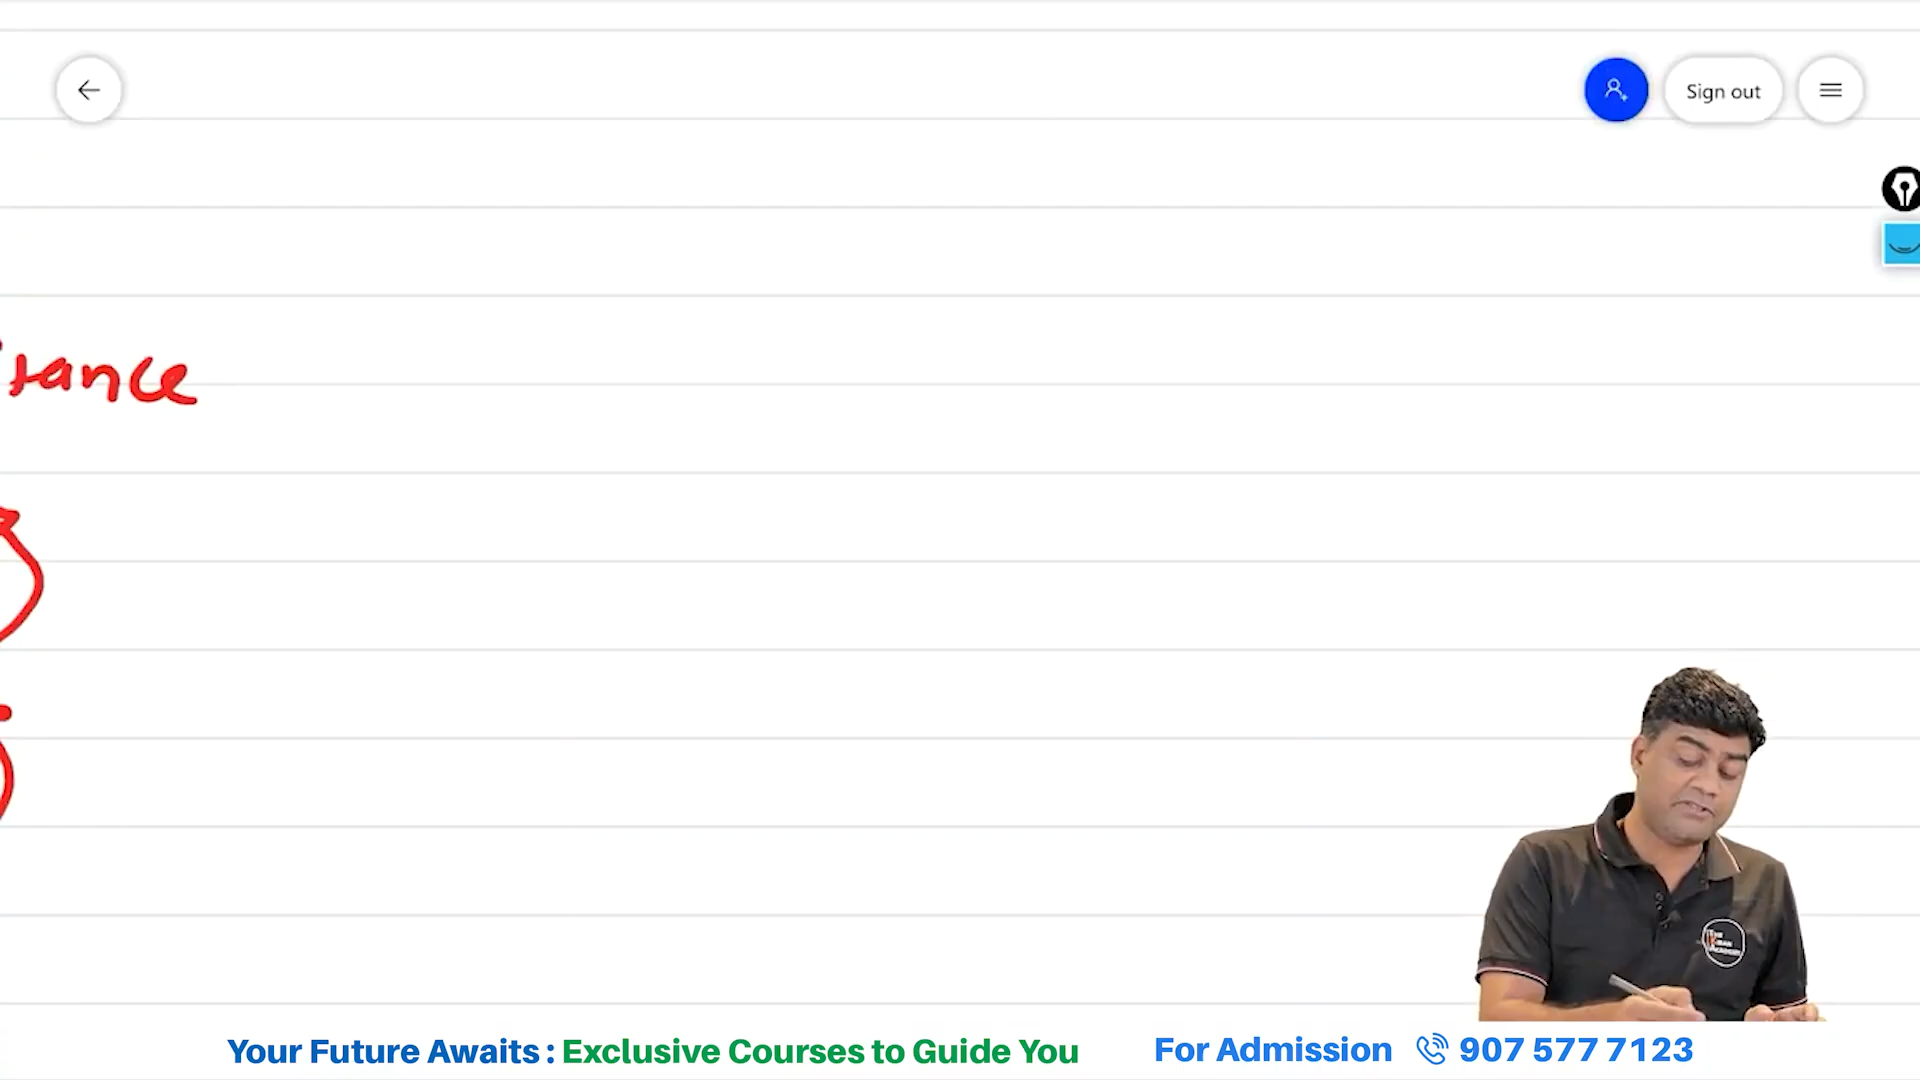 Sign out
tance
Your Future Awaits : Exclusive Courses to Guide You
For Admission 907 577 7123